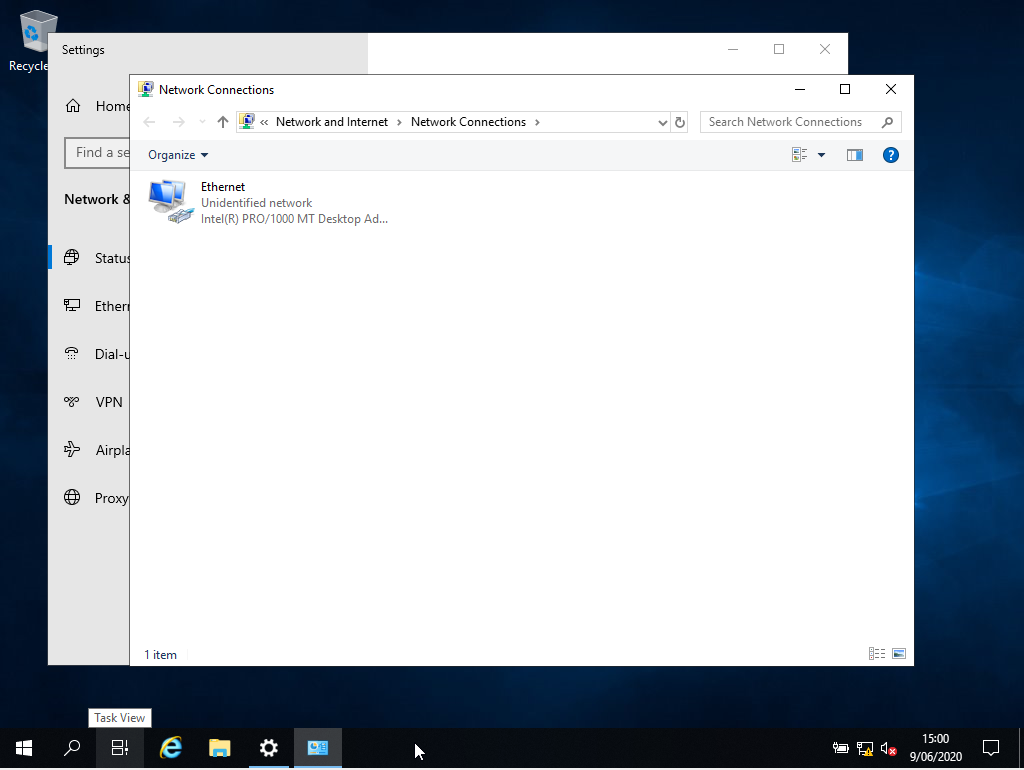 Recycle
Settings
Home
Find a se
Network &
Status
Ethern
Dial-u
VPN
Airpla
Proxy
Network Connections
« Network and Internet > Network Connections >
Search Network Connections
Organize
?
Ethernet
Unidentified network
Intel(R) PRO/1000 MT Desktop Ad...
1 item
Task View
15:00
9/06/2020